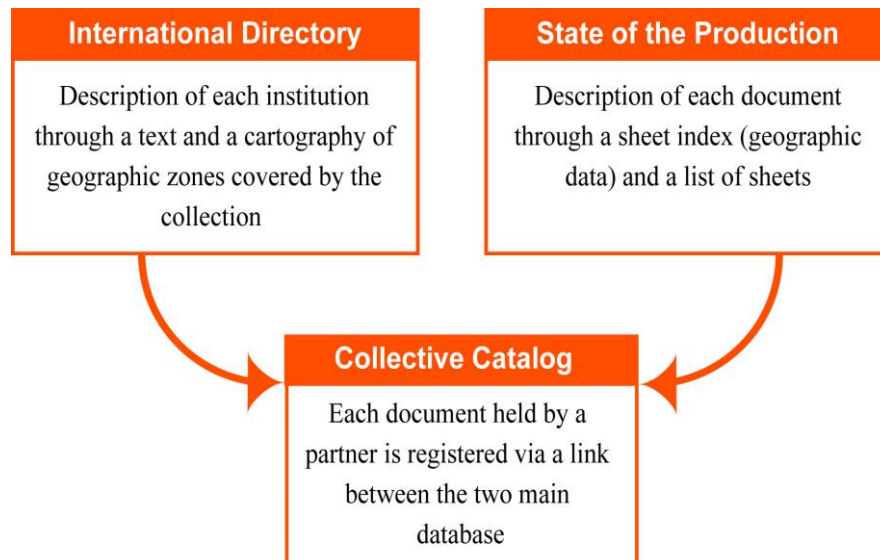 International Directory
Description of each institution
through a text and a cartography of
geographic zones covered by the
collection
State of the Production
Description of each document
through a sheet index (geographic
data) and a list of sheets
Collective Catalog
Each document held by a
partner is registered via a link
between the two main
database